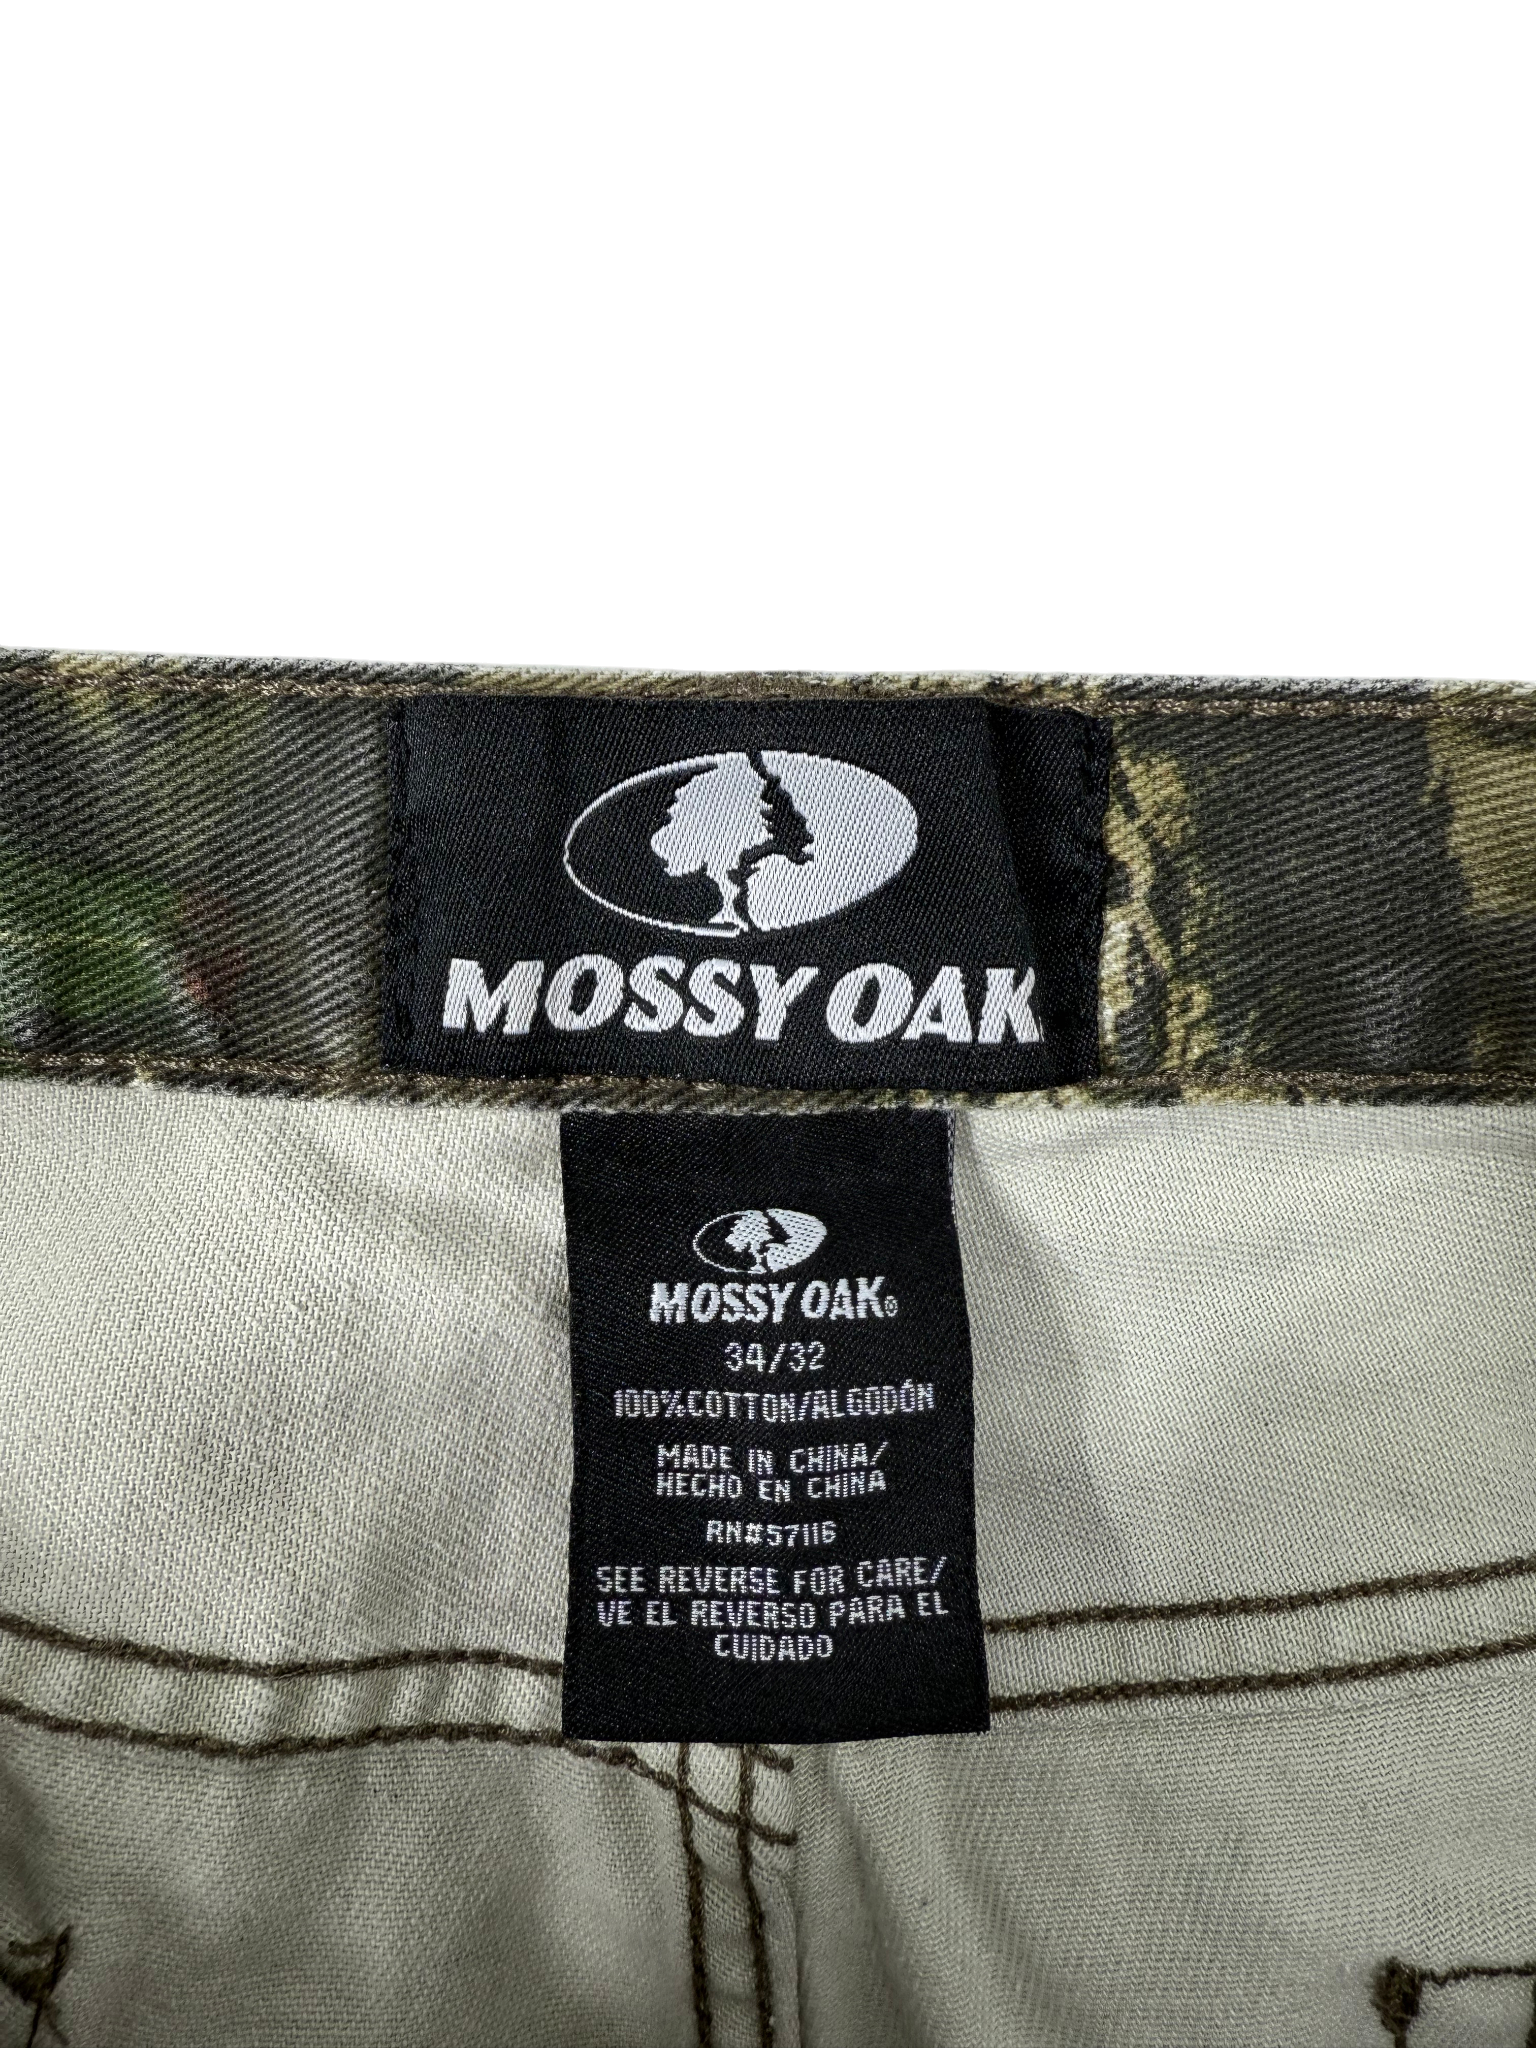 MOSSY OAK
MOSSY OAK®
34/32
100%COTTON/ALGODÓN
MADE IN CHINA/
HECHO EN CHINA
RN#57116
SEE REVERSE FOR CARE/
VE EL REVERSO PARA EL
CUIDADO